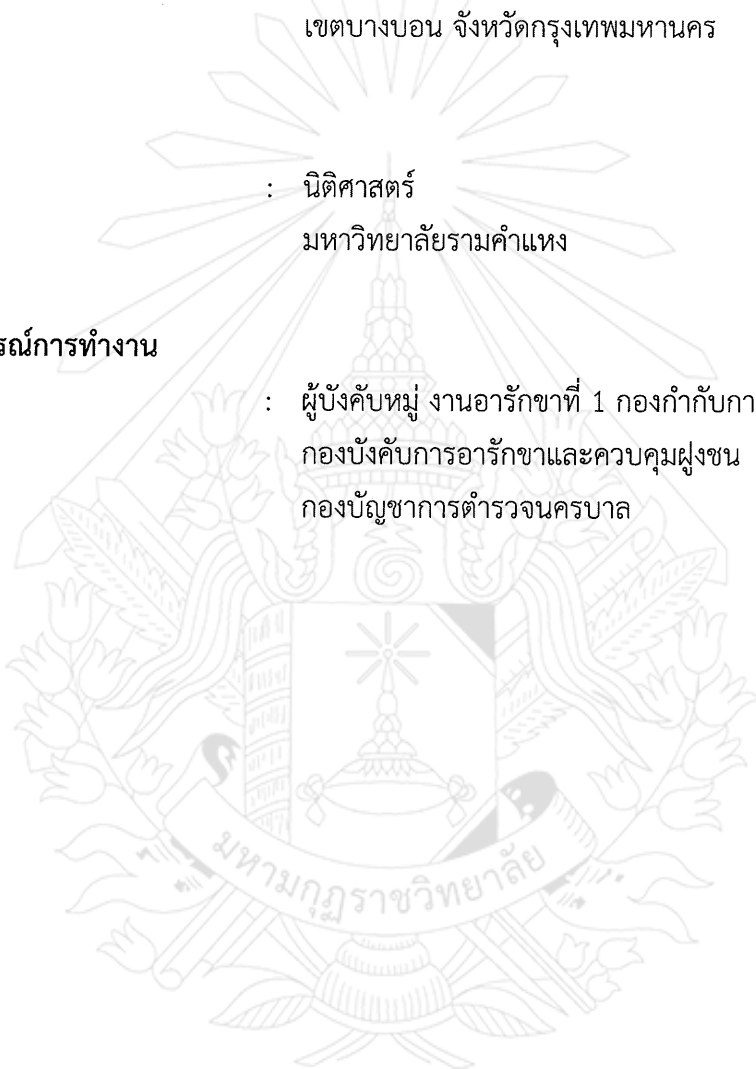 เขตบางบอน จังหวัดกรุงเทพมหานคร
: นิติศาสตร์
มหาวิทยาลัยรามคำแหง
รณ์การทำงาน
: ผู้บังคับหมู่ งานอารักขาที่ 1 กองกำกับกา
กองบังคับการอารักขาและควบคุมฝูงชน
กองบัญชาการตำรวจนครบาล
มหามกุฏราชวิทยาลัย